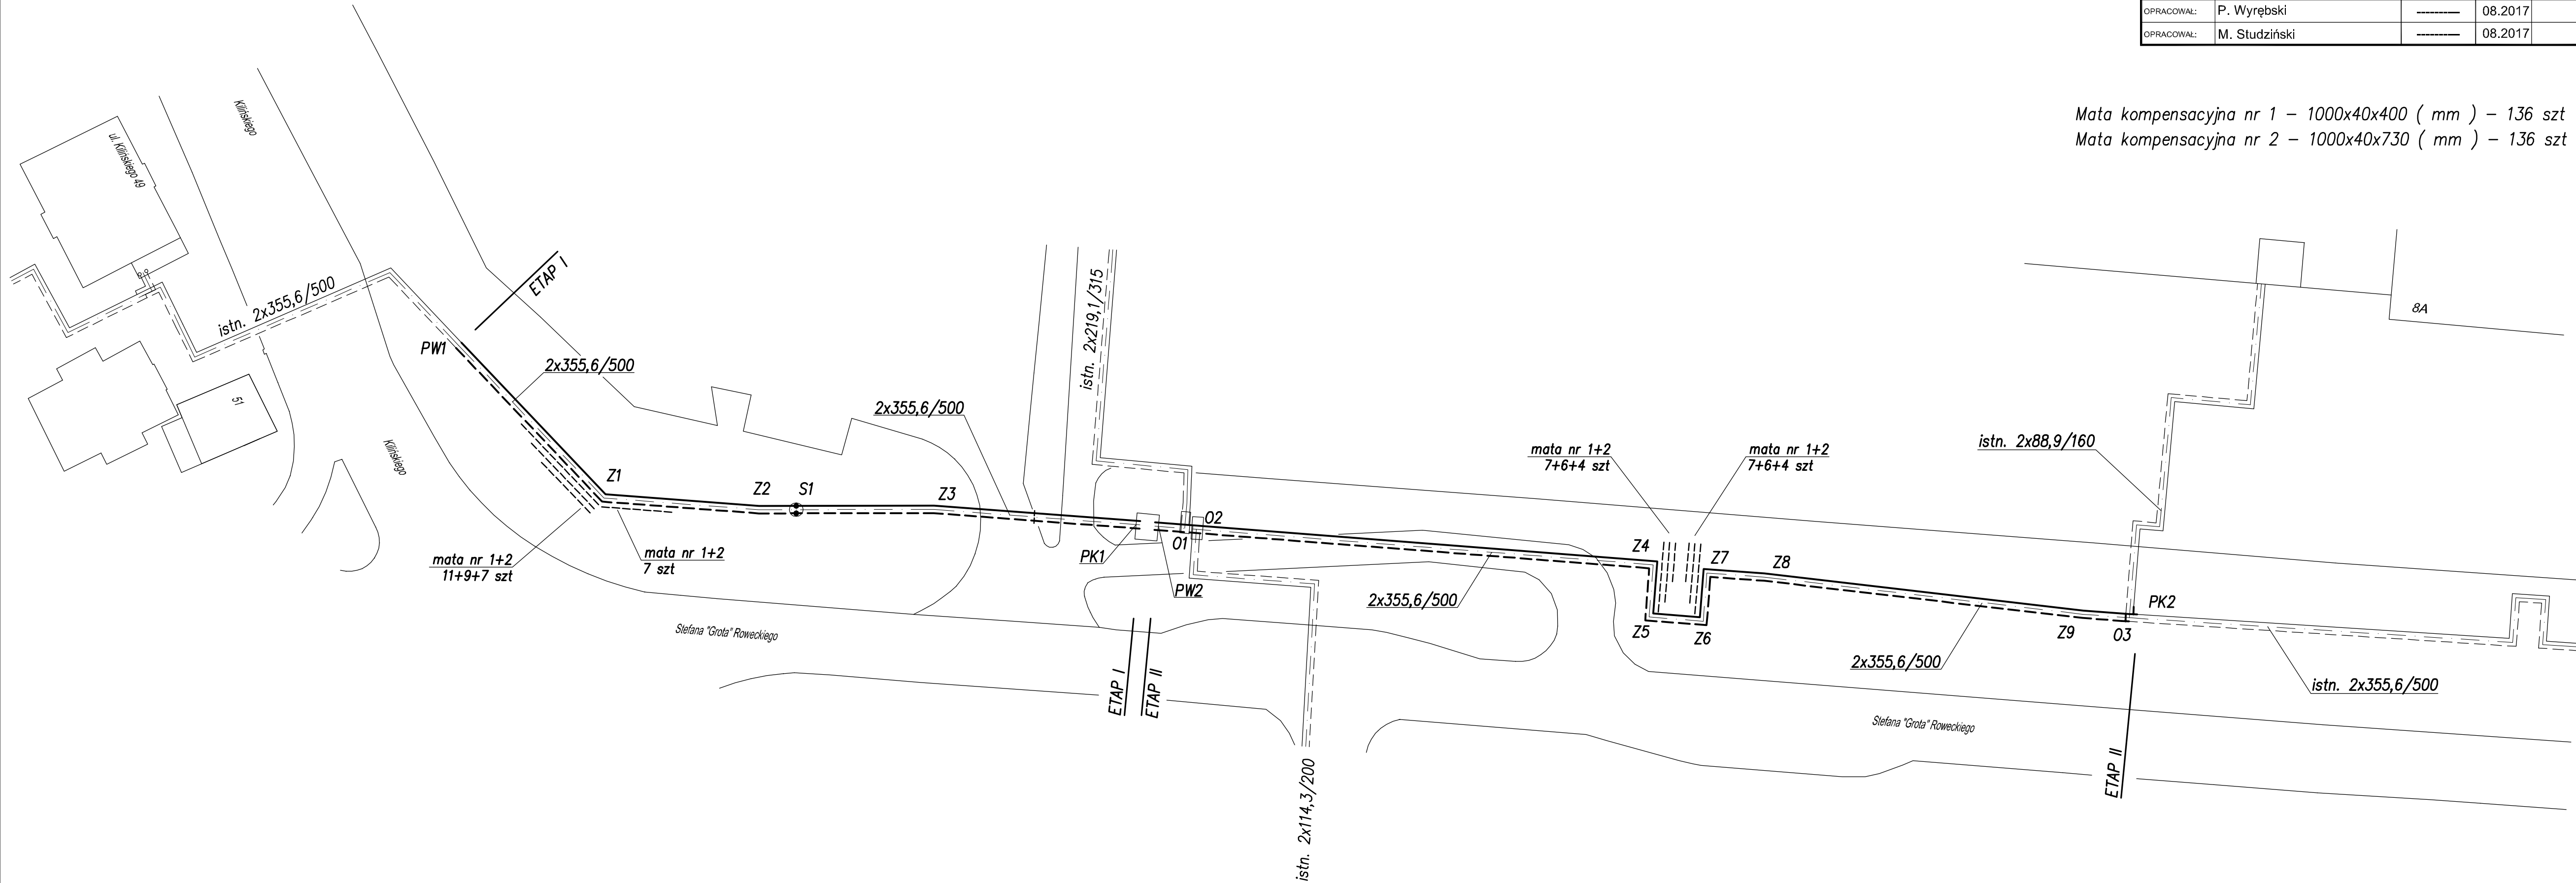 OPRACOWAŁ: P. Wyrębski ----------- 08.2017
OPRACOWAŁ: M. Studziński ----------- 08.2017
Mata kompensacyjna nr 1 – 1000x40x400 ( mm ) – 136 szt
Mata kompensacyjna nr 2 – 1000x40x730 ( mm ) – 136 szt
Kilińskiego
ul. Kilińskiego 49
istn. 2x355,6/500
ETAP I
PW1
2x355,6/500
51
Kilińskiego
Z1
Z2
S1
Z3
2x355,6/500
istn. 2x219,1/315
mata nr 1+2
11+9+7 szt
mata nr 1+2
7 szt
PK1
O1
O2
PW2
Stefana "Grota" Roweckiego
ETAP I
ETAP II
istn. 2x114,3/200
2x355,6/500
mata nr 1+2
7+6+4 szt
mata nr 1+2
7+6+4 szt
Z4
Z5
Z6
Z7
Z8
2x355,6/500
istn. 2x88,9/160
8A
Z9
O3
PK2
istn. 2x355,6/500
Stefana "Grota" Roweckiego
ETAP II